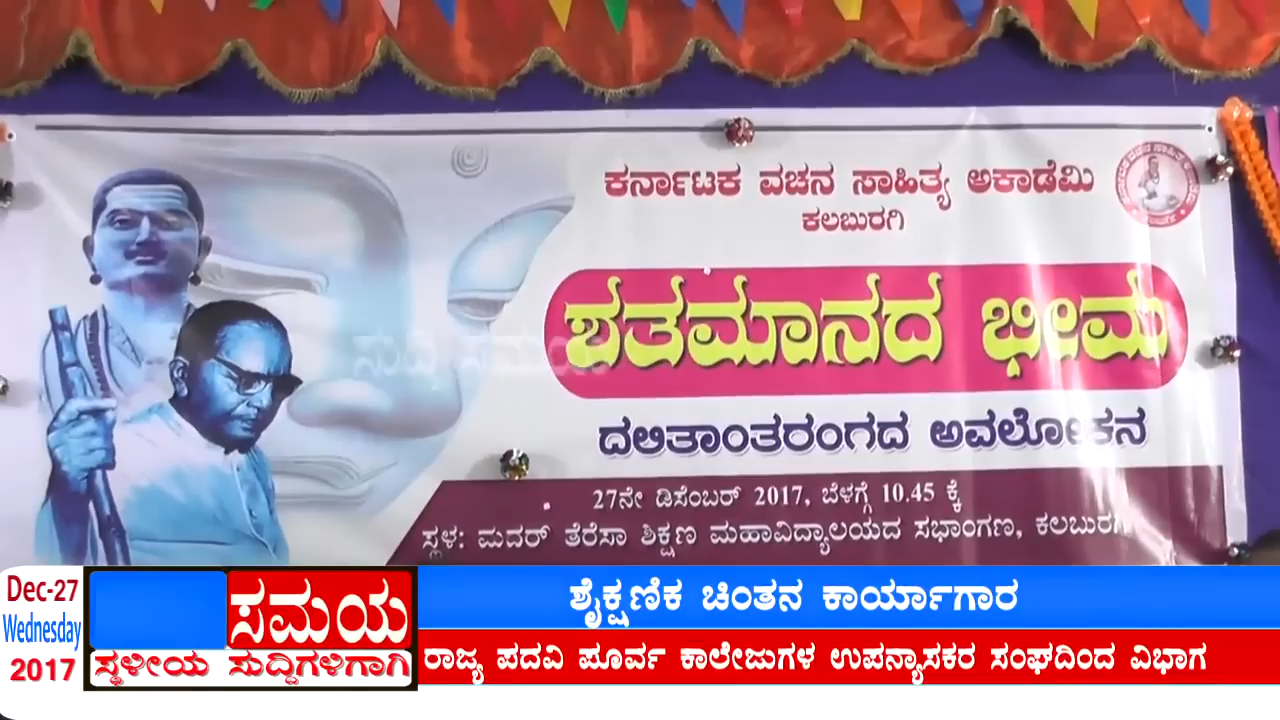 ಕರ್ನಾಟಕ ವಚನ ಸಾಹಿತ್ಯ ಅಕಾಡೆಮಿ
ಕಲಬುರಗಿ
ಶತಮಾನದ ಭೀಮ
ಸುದ್ದಿ ಸಮಯ
ದಲಿತಾಂತರಂಗದ ಅವಲೋಕನ
27ನೇ ಡಿಸೆಂಬರ್ 2017, ಬೆಳಗ್ಗೆ 10.45 ಕ್ಕೆ
ಸ್ಥಳ: ಮದರ್ ತೆರೆಸಾ ಶಿಕ್ಷಣ ಮಹಾವಿದ್ಯಾಲಯದ ಸಭಾಂಗಣ, ಕಲಬುರಗಿ
Dec-27
Wednesday
2017
ಸಮಯ
ಸ್ಥಳೀಯ ಸುದ್ದಿಗಳಿಗಾಗಿ
ಶೈಕ್ಷಣಿಕ ಚಿಂತನ ಕಾರ್ಯಾಗಾರ
ರಾಜ್ಯ ಪದವಿ ಪೂರ್ವ ಕಾಲೇಜುಗಳ ಉಪನ್ಯಾಸಕರ ಸಂಘದಿಂದ ವಿಭಾಗ